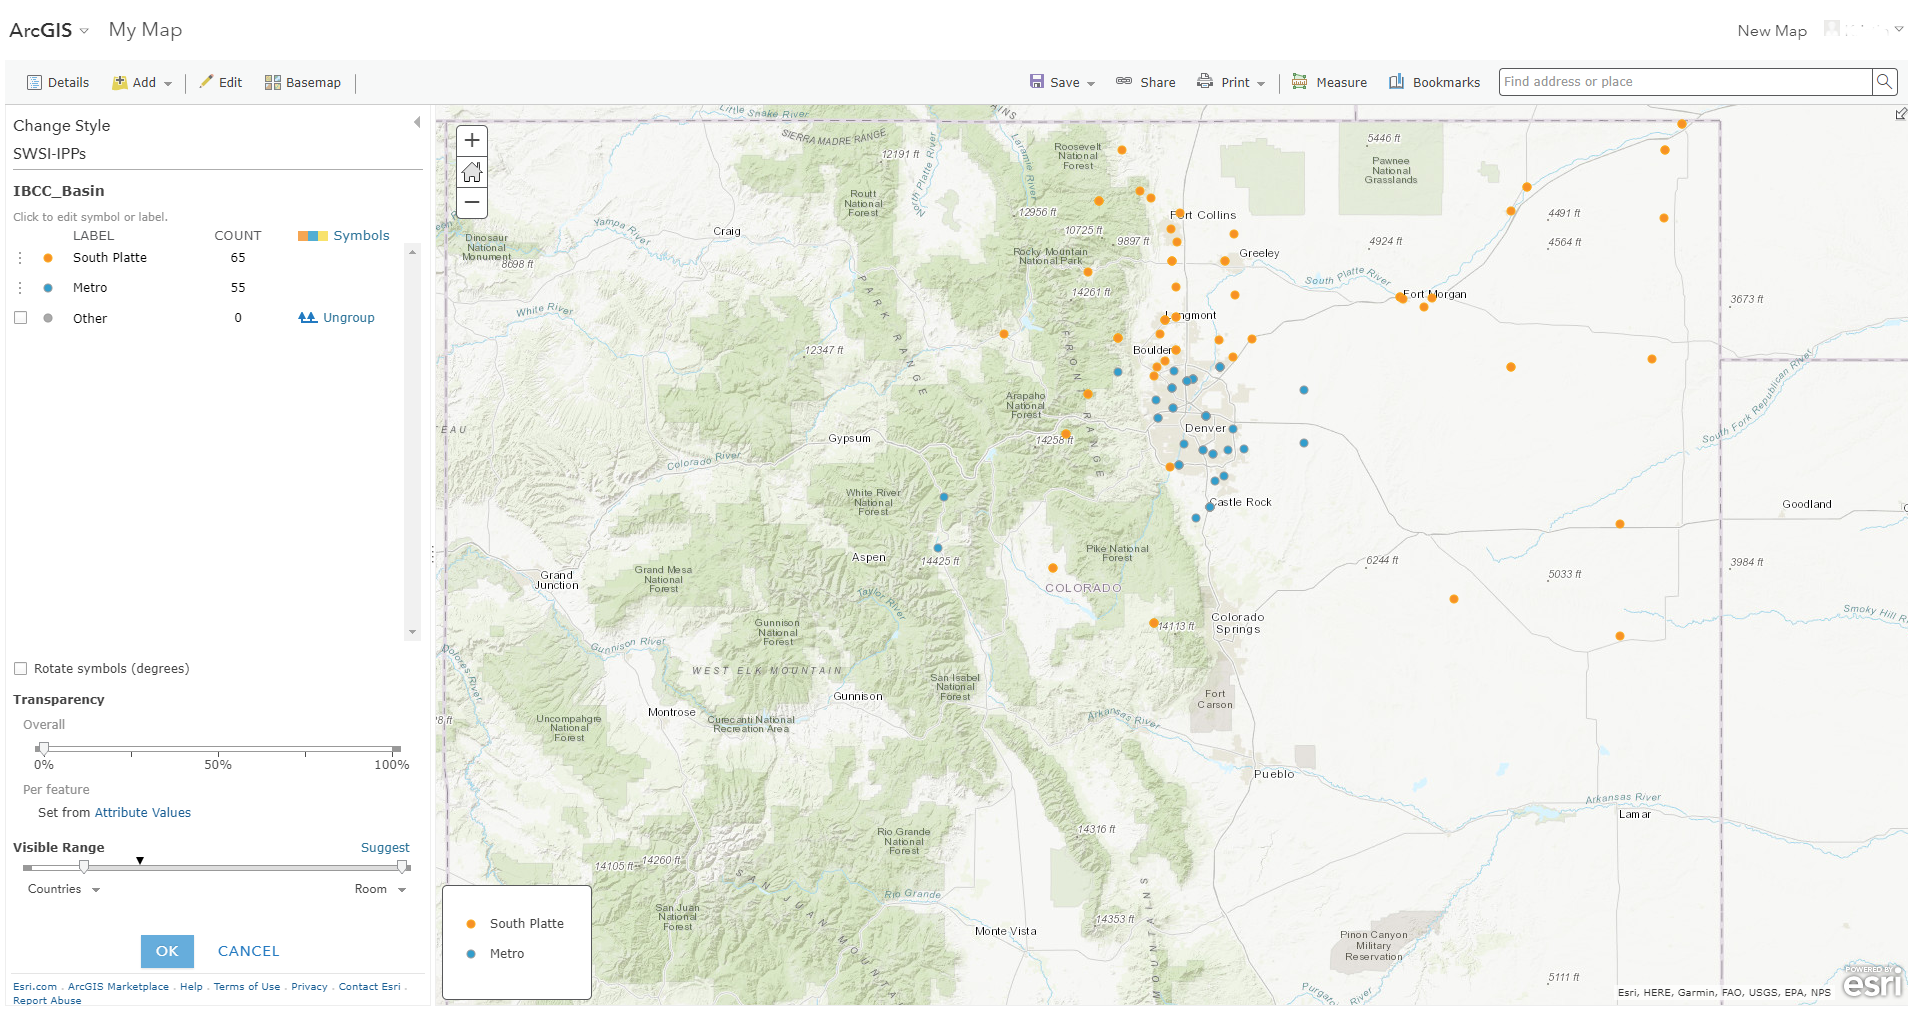 ArcGIS My Map
New Map
Details Add Edit Basemap
Save Share Print Measure Bookmarks Find address or place
Change Style
SWSI-IPPs
IBCC_Basin
Click to edit symbol or label.
LABEL COUNT Symbols
South Platte 65
Metro 55
Other 0 Ungroup
Rotate symbols (degrees)
Transparency
Overall
0% 50% 100%
Per feature
Set from Attribute Values
Visible Range Suggest
Countries Room
OK CANCEL
Esri.com . ArcGIS Marketplace . Help . Terms of Use . Privacy . Contact Esri .
Report Abuse
+
−
Little Snake River
SIERRA MADRE RANGE
12191 ft
North Platte River
Laramie River
Roosevelt
National
Forest
5446 ft
Pawnee
National
Grasslands
Routt
National
Forest
12956 ft
Fort Collins
4491 ft
Yampa River
Craig
10725 ft
9897 ft
4924 ft
4564 ft
Dinosaur
National
Monument
8698 ft
Rocky Mountain
National Park
Greeley
South Platte River
14261 ft
Fort Morgan
3673 ft
White River
PARK RANGE
Longmont
12347 ft
FRONT RANGE
Boulder
South Fork Republican River
Arapaho
National
Forest
TEAU
Denver
Gypsum
14258 ft
Colorado River
White River
National
Forest
Castle Rock
Goodland
Aspen
14425 ft
Pike National
Forest
6244 ft
3984 ft
Grand
Junction
Grand Mesa
National
Forest
5033 ft
COLORADO
Taylor River
Smoky Hill R
Gunnison
National
Forest
14113 ft
Colorado
Springs
Gunnison River
Dolores River
WEST ELK MOUNTAIN
San Isabel
National
Forest
Gunnison
Fort
Carson
Montrose
Uncompahgre
National
Forest
Curecanti National
Recreation Area
28 ft
Arkansas River
Pueblo
Arkansas River
Lamar
14316 ft
Rio Grande
National
Forest
14105 ft
14260 ft
SAN JUAN MOUNTAIN
Rio Grande
San Juan
National
Forest
14353 ft
Monte Vista
Pinon Canyon
Military
Reservation
5111 ft
Purgatoire River
South Platte
Metro
Esri, HERE, Garmin, FAO, USGS, EPA, NPS
POWERED BY
esri